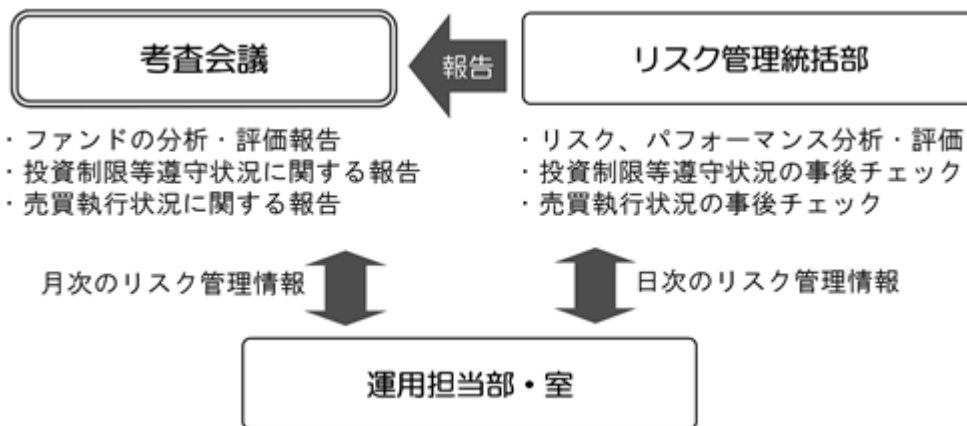 考査会議
報告
リスク管理統括部
・ファンドの分析・評価報告
・投資制限等遵守状況に関する報告
・売買執行状況に関する報告
・リスク、パフォーマンス分析・評価
・投資制限等遵守状況の事後チェック
・売買執行状況の事後チェック
月次のリスク管理情報
日次のリスク管理情報
運用担当部・室